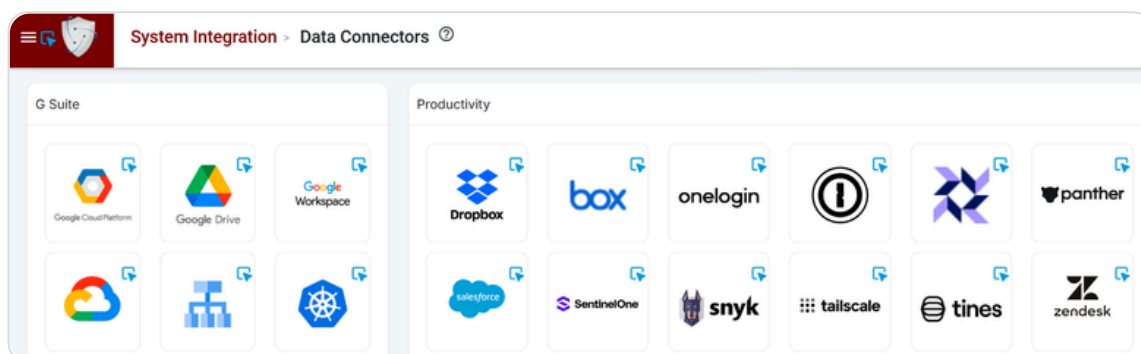 System Integration > Data Connectors ?
G Suite
Google Cloud Platform
Google Drive
Google
Workspace
Productivity
Dropbox
box
onelogin
panther
salesforce
SentinelOne
snyk
tailscale
tines
zendesk